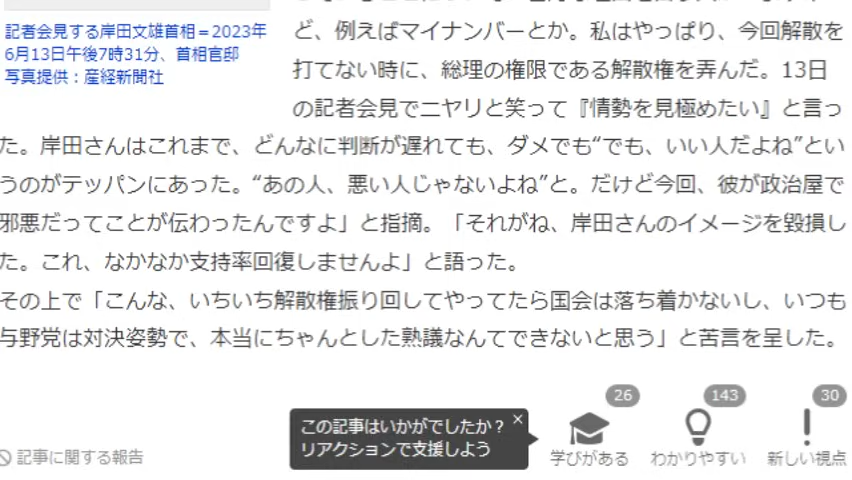 記者会見する岸田文雄首相＝2023年
6月13日午後7時31分、首相官邸
写真提供：産経新聞社
ど、例えばマイナンバーとか。私はやっぱり、今回解散を
打てない時に、総理の権限である解散権を弄んだ。13日
の記者会見でニヤリと笑って『情勢を見極めたい』と言っ
た。岸田さんはこれまで、どんなに判断が遅れても、ダメでも“でも、いい人だよね”とい
うのがテッパンにあった。“あの人、悪い人じゃないよね”と。だけど今回、彼が政治屋で
邪悪だってことが伝わったんですよ」と指摘。「それがね、岸田さんのイメージを毀損し
た。これ、なかなか支持率回復しませんよ」と語った。
その上で「こんな、いちいち解散権振り回してやってたら国会は落ち着かないし、いつも
与野党は対決姿勢で、本当にちゃんとした熟議なんてできないと思う」と苦言を呈した。
26 143 30
この記事はいかがでしたか？ ×
リアクションで支援しよう
学びがある わかりやすい 新しい視点
記事に関する報告